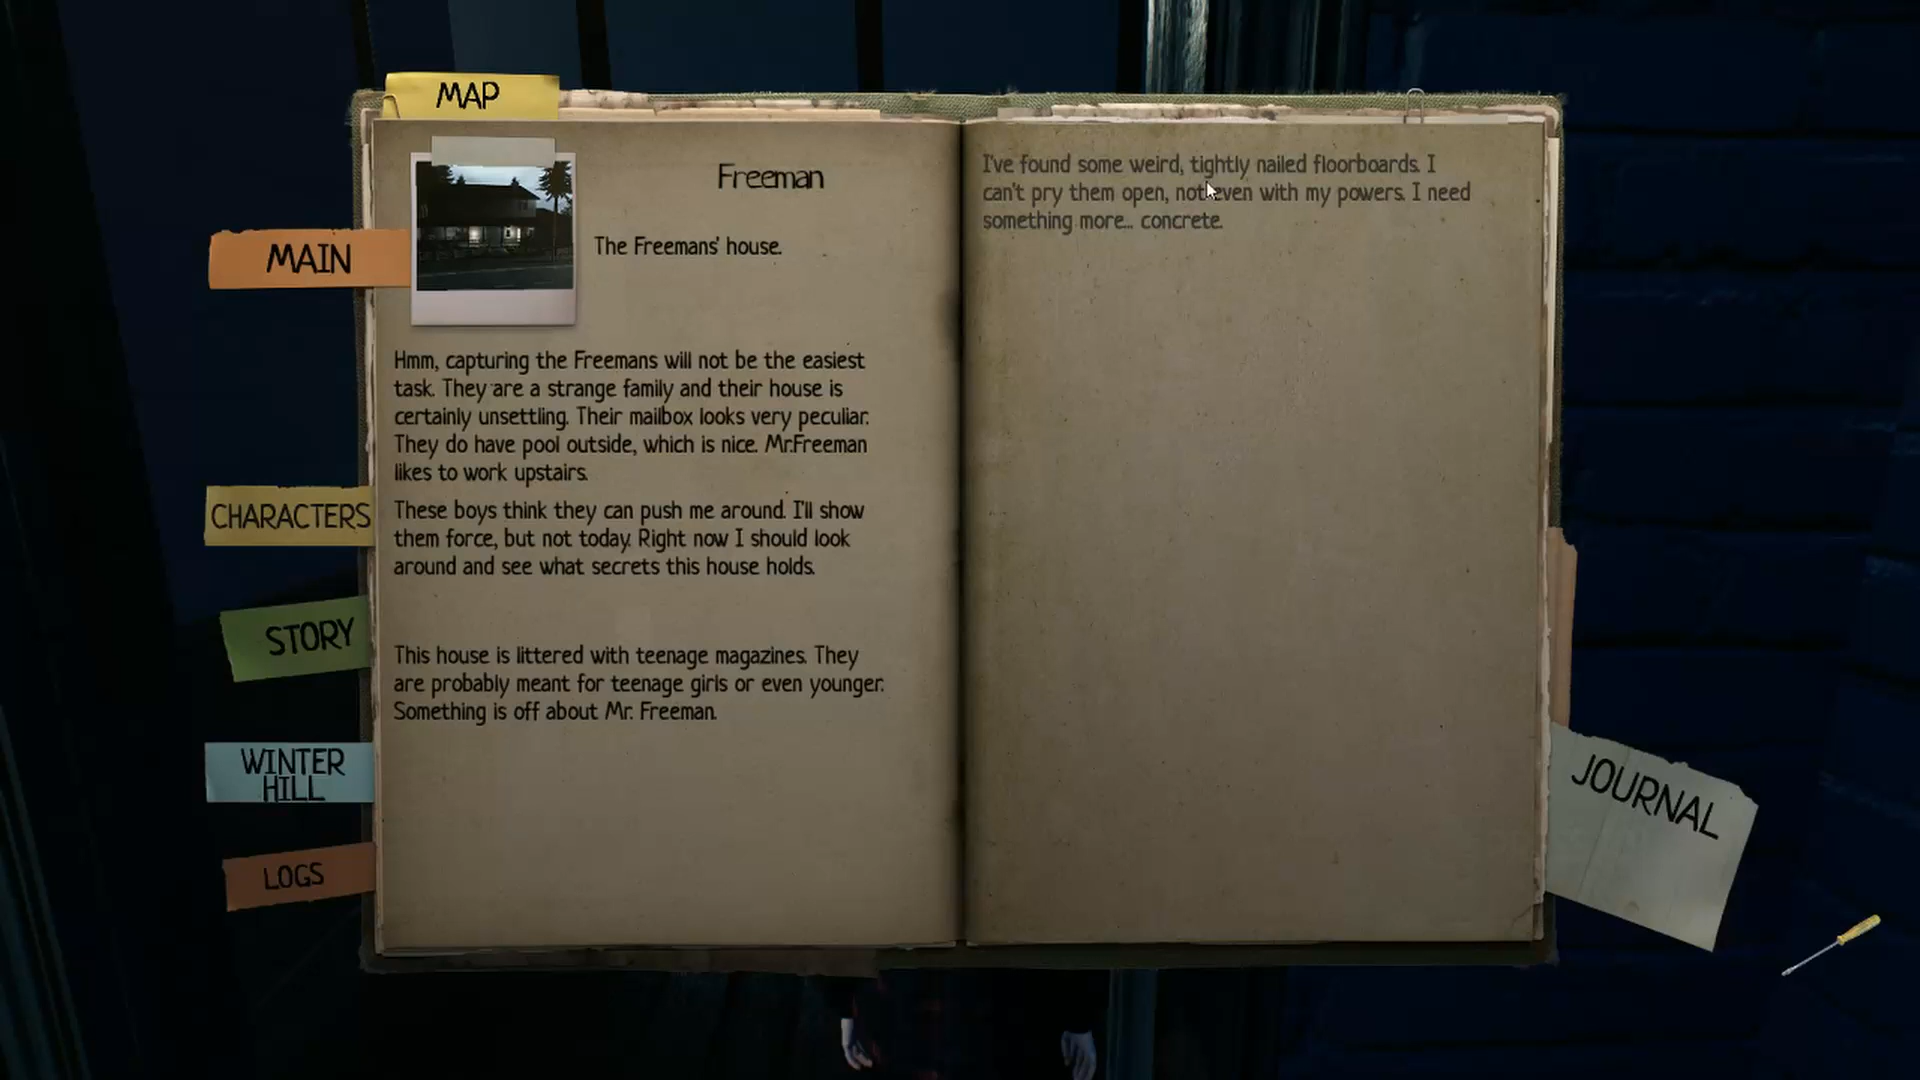 MAP
MAIN
CHARACTERS
STORY
WINTER
HILL
LOGS
Freeman
The Freemans' house.
Hmm, capturing the Freemans will not be the easiest
task. They are a strange family and their house is
certainly unsettling. Their mailbox looks very peculiar.
They do have pool outside, which is nice. Mr.Freeman
likes to work upstairs.
These boys think they can push me around. I'll show
them force, but not today. Right now I should look
around and see what secrets this house holds.
This house is littered with teenage magazines. They
are probably meant for teenage girls or even younger.
Something is off about Mr. Freeman.
I've found some weird, tightly nailed floorboards. I
can't pry them open, not even with my powers. I need
something more... concrete.
JOURNAL